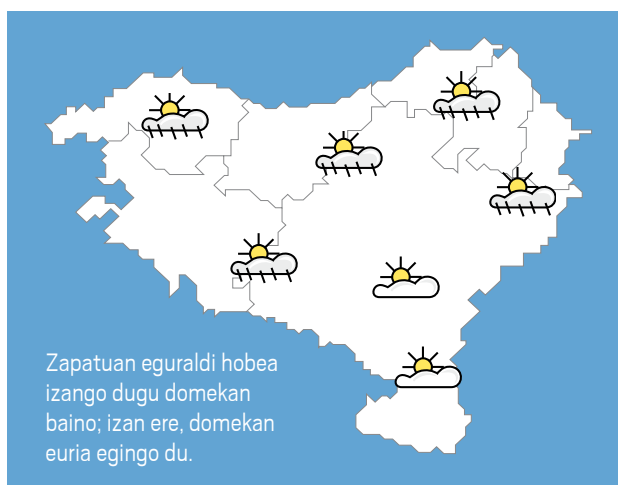 Zapatuan eguraldi hobea
izango dugu domekan
baino; izan ere, domekan
euria egingo du.